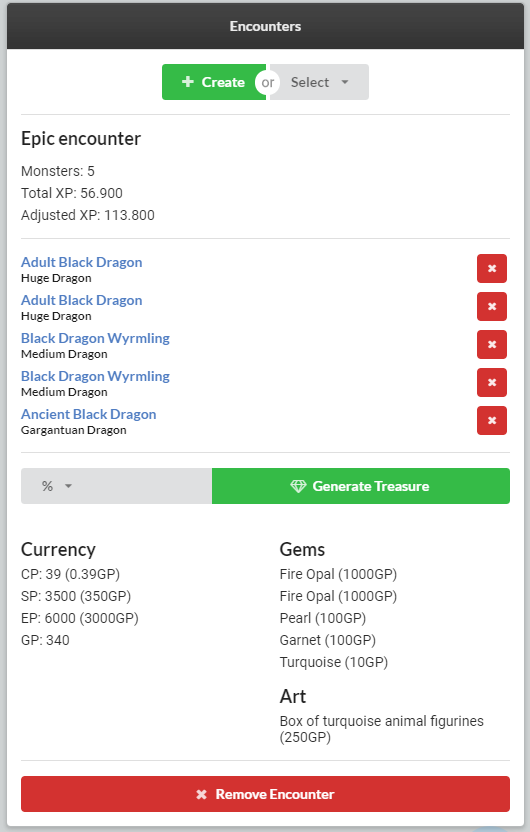 Encounters
Create or Select
Epic encounter
Monsters: 5
Total XP: 56.900
Adjusted XP: 113.800
Adult Black Dragon
Huge Dragon
Adult Black Dragon
Huge Dragon
Black Dragon Wyrmling
Medium Dragon
Black Dragon Wyrmling
Medium Dragon
Ancient Black Dragon
Gargantuan Dragon
% Generate Treasure
Currency
CP: 39 (0.39GP)
SP: 3500 (350GP)
EP: 6000 (3000GP)
GP: 340
Gems
Fire Opal (1000GP)
Fire Opal (1000GP)
Pearl (100GP)
Garnet (100GP)
Turquoise (10GP)
Art
Box of turquoise animal figurines
(250GP)
Remove Encounter